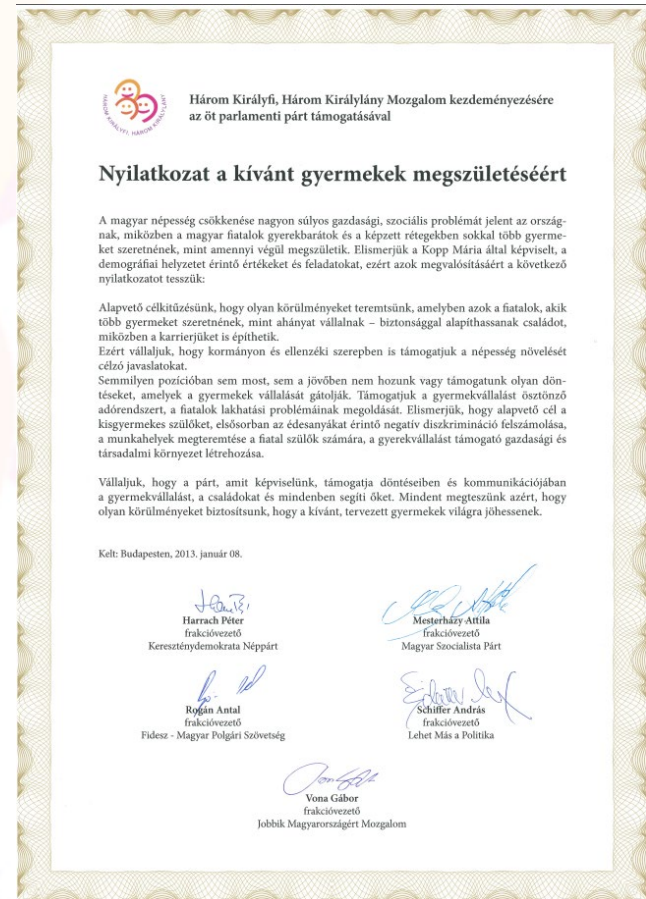 HÁROM KIRÁLYFI, HÁROM KIRÁLYLÁNY
Három Királyfi, Három Királylány Mozgalom kezdeményezésére
az öt parlamenti párt támogatásával
Nyilatkozat a kívánt gyermekek megszületéséért
A magyar népesség csökkenése nagyon súlyos gazdasági, szociális problémát jelent az ország-
nak, miközben a magyar fiatalok gyerekbarátok és a képzett rétegekben sokkal több gyerme-
ket szeretnének, mint amennyi végül megszületik. Elismerjük a Kopp Mária által képviselt, a
demográfiai helyzetet érintő értékeket és feladatokat, ezért azok megvalósításáért a következő
nyilatkozatot tesszük:
Alapvető célkitűzésünk, hogy olyan körülményeket teremtsünk, amelyben azok a fiatalok, akik
több gyermeket szeretnének, mint ahányat vállalnak – biztonsággal alapíthassanak családot,
miközben a karrierjüket is építhetik.
Ezért vállaljuk, hogy kormányon és ellenzéki szerepben is támogatjuk a népesség növelését
célzó javaslatokat.
Semmilyen pozícióban sem most, sem a jövőben nem hozunk vagy támogatunk olyan dön-
téseket, amelyek a gyermekek vállalását gátolják. Támogatjuk a gyermekvállalást ösztönző
adórendszert, a fiatalok lakhatási problémáinak megoldását. Elismerjük, hogy alapvető cél a
kisgyermekes szülőket, elsősorban az édesanyákat érintő negatív diszkrimináció felszámolása,
a munkahelyek megteremtése a fiatal szülők számára, a gyerekvállalást támogató gazdasági és
társadalmi környezet létrehozása.
Vállaljuk, hogy a párt, amit képviselünk, támogatja döntéseiben és kommunikációjában
a gyermekvállalást, a családokat és mindenben segíti őket. Mindent megteszünk azért, hogy
olyan körülményeket biztosítsunk, hogy a kívánt, tervezett gyermekek világra jöhessenek.
Kelt: Budapesten, 2013. január 08.
Harrach Péter
frakcióvezető
Kereszténydemokrata Néppárt
Mesterházy Attila
frakcióvezető
Magyar Szocialista Párt
Rogán Antal
frakcióvezető
Fidesz - Magyar Polgári Szövetség
Schiffer András
frakcióvezető
Lehet Más a Politika
Vona Gábor
frakcióvezető
Jobbik Magyarországért Mozgalom